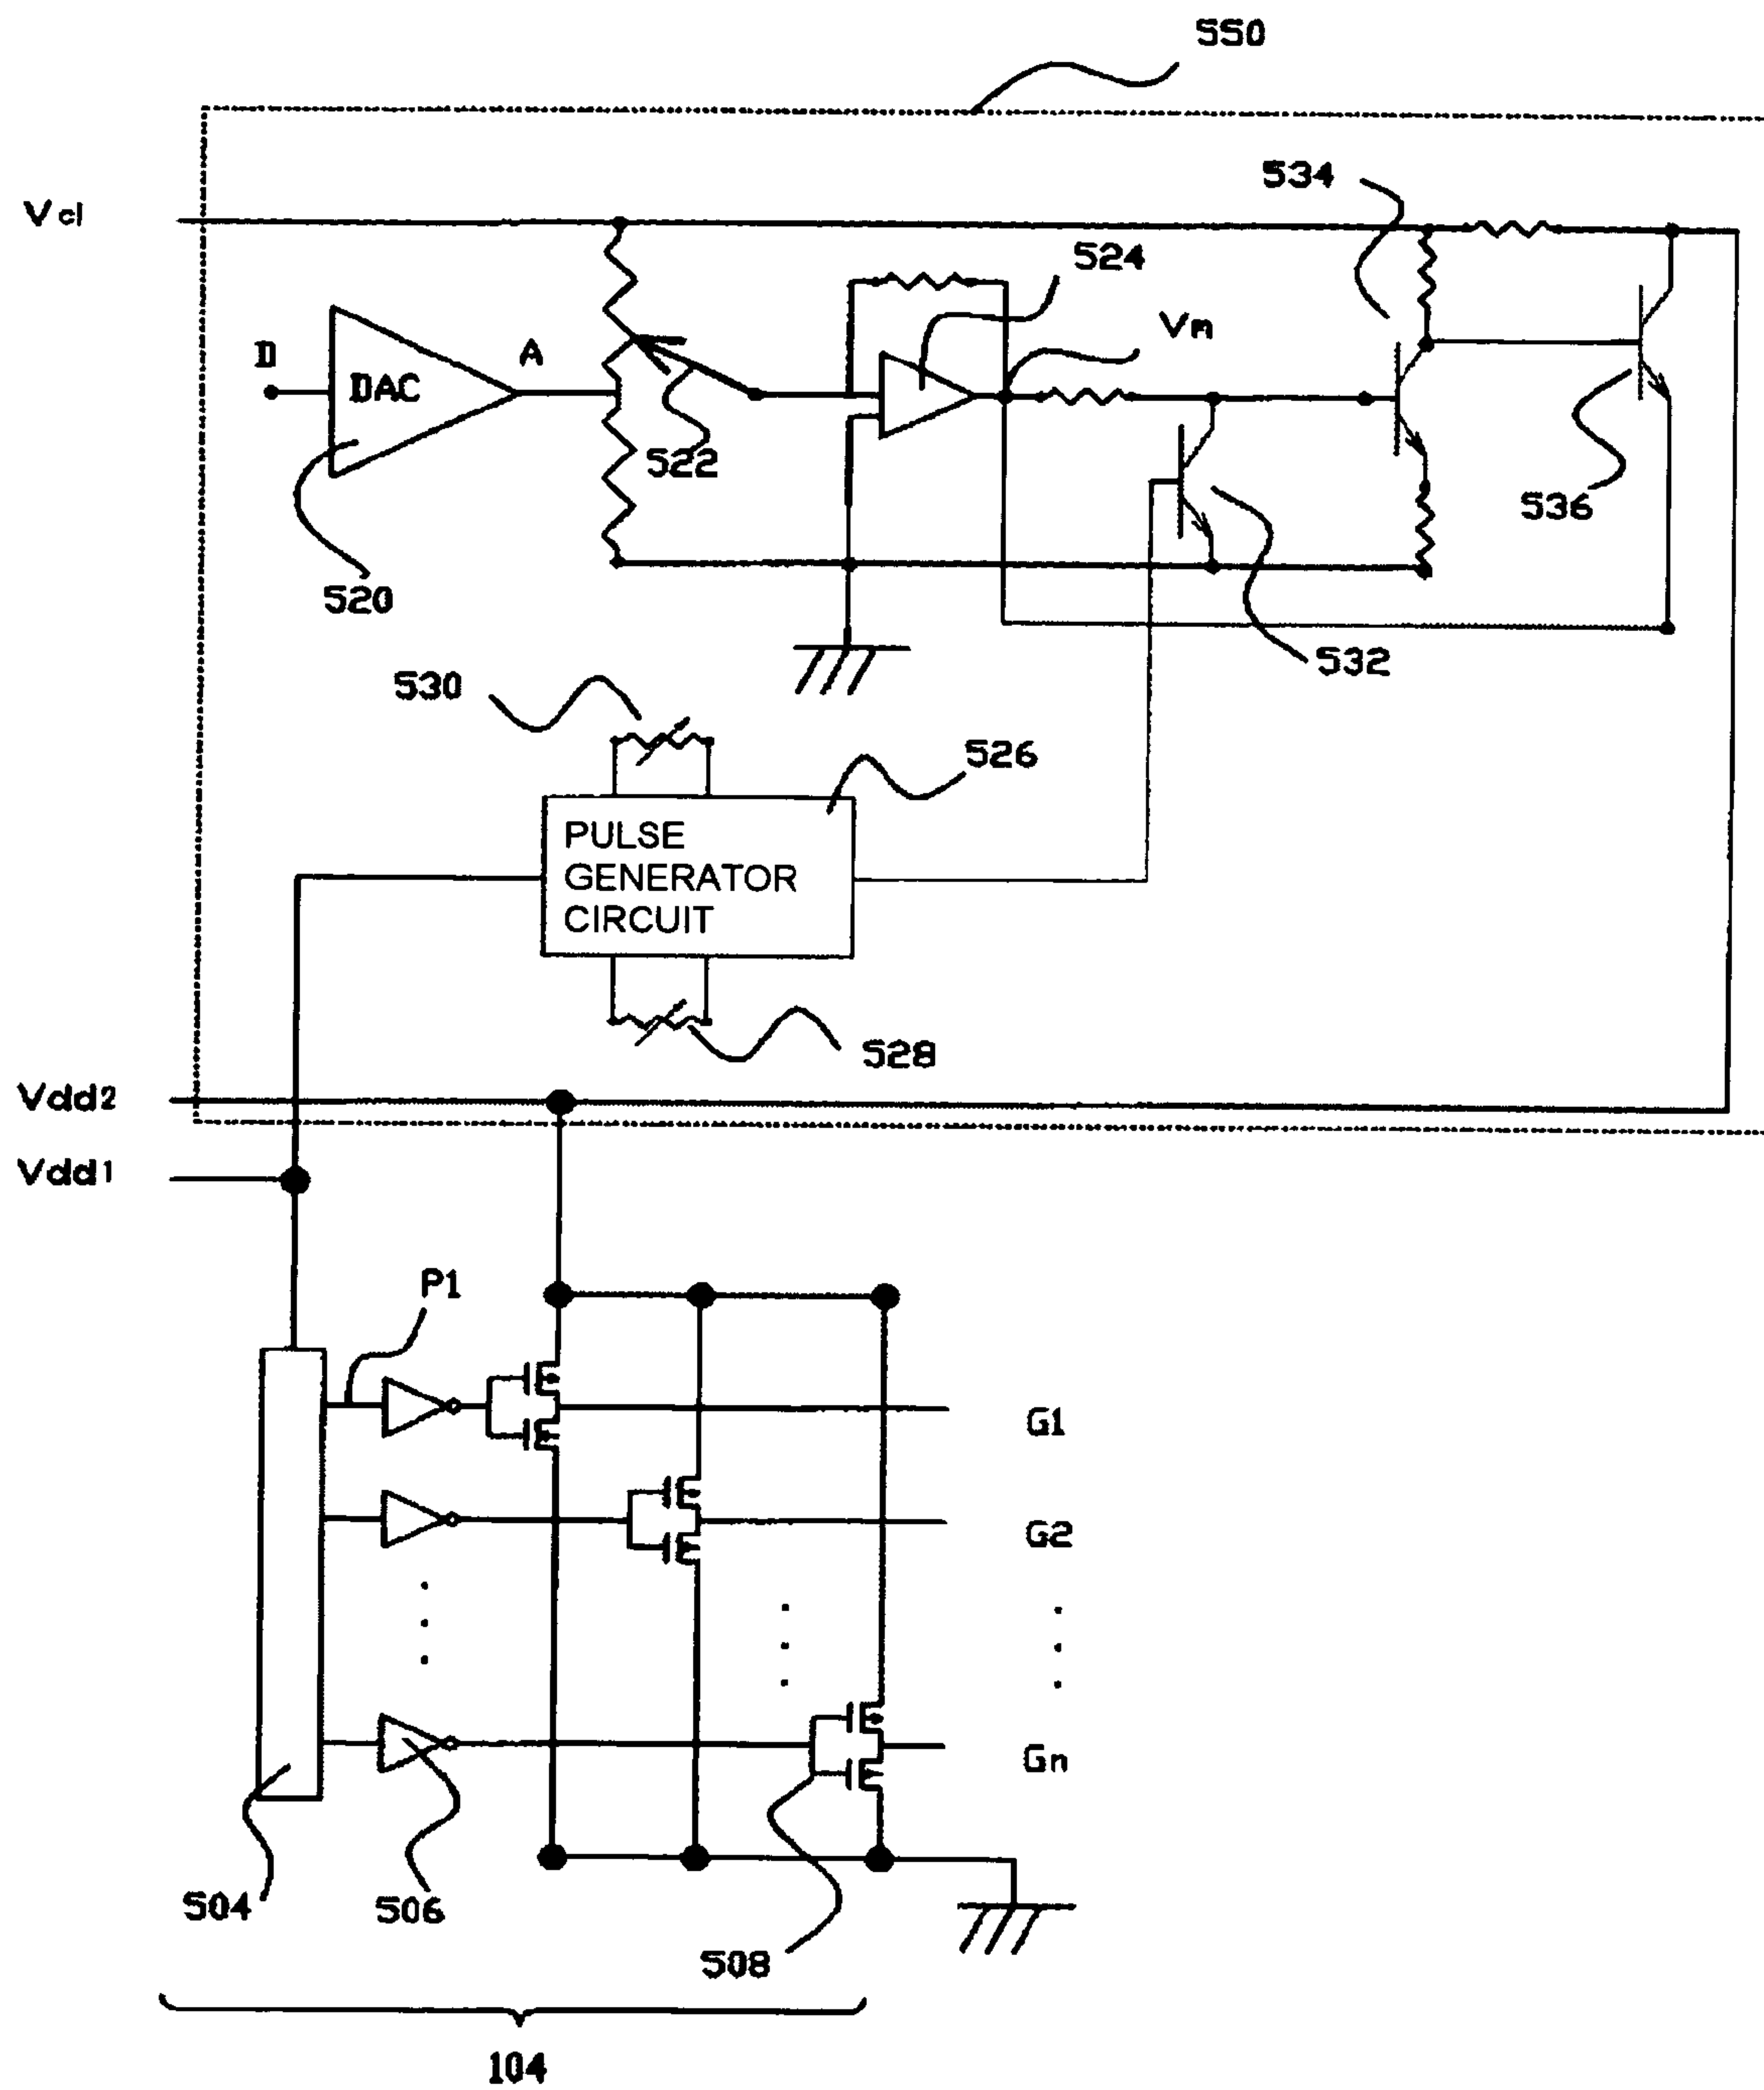 550
534
Vcl
524
Vm
D
DAC
A
522
536
520
532
530
526
PULSE
GENERATOR
CIRCUIT
528
Vdd2
Vdd1
P1
G1
G2
Gn
504
506
508
104